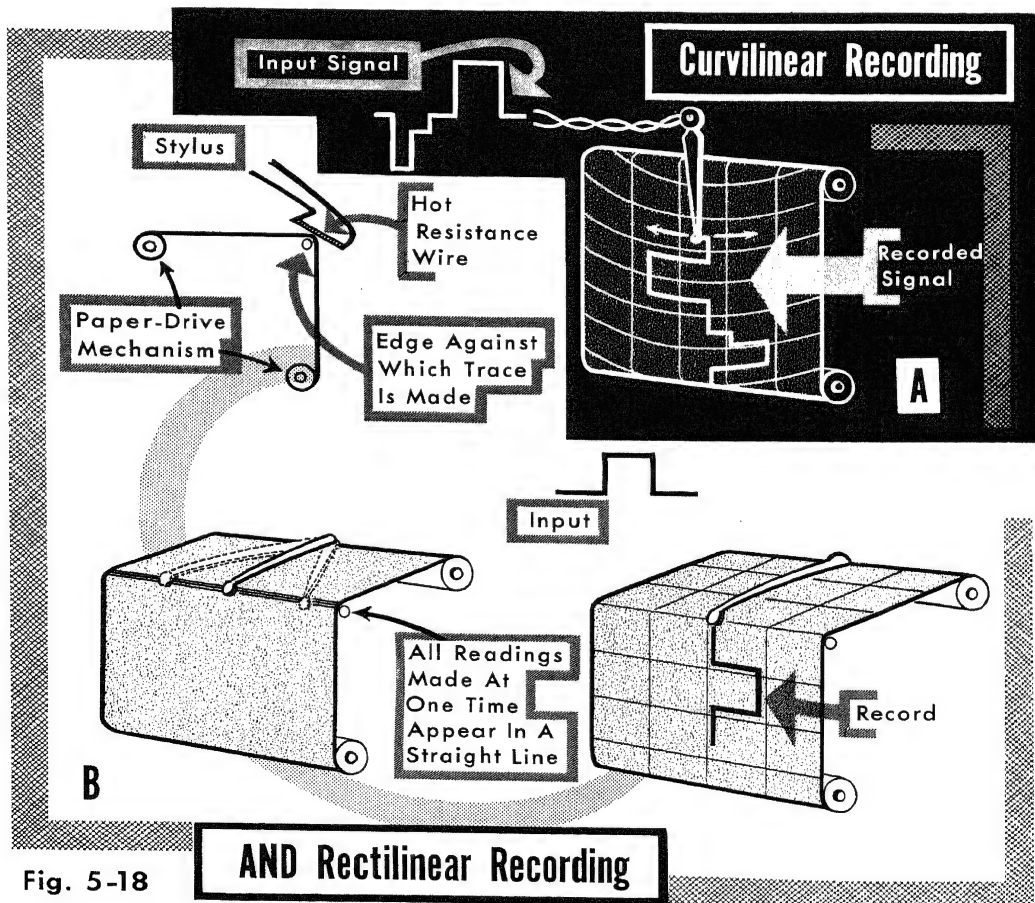 Curvilinear Recording
Input Signal
Stylus
Hot
Resistance
Wire
Recorded
Signal
Paper-Drive
Mechanism
Edge Against
Which Trace
Is Made
A
Input
All Readings
Made At
One Time
Appear In A
Straight Line
Record
B
AND Rectilinear Recording
Fig. 5-18